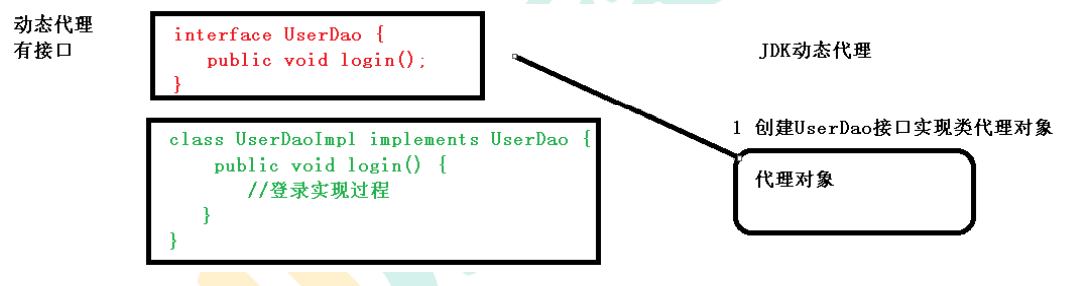 动态代理
有接口
interface UserDao {
public void login();
}
JDK动态代理
class UserDaoImpl implements UserDao {
public void login() {
//登录实现过程
}
}
1 创建UserDao接口实现类代理对象
代理对象